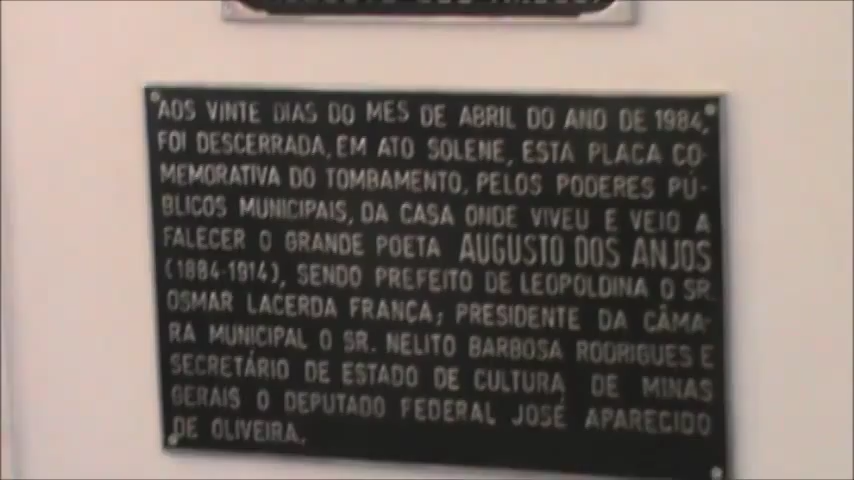 AOS VINTE DIAS DO MES DE ABRIL DO ANO DE 1984,
FOI DESCERRADA, EM ATO SOLENE, ESTA PLACA CO-
MEMORATIVA DO TOMBAMENTO, PELOS PODERES PÚ-
BLICOS MUNICIPAIS, DA CASA ONDE VIVEU E VEIO A
FALECER O GRANDE POETA AUGUSTO DOS ANJOS
(1884-1914), SENDO PREFEITO DE LEOPOLDINA O SR.
OSMAR LACERDA FRANÇA; PRESIDENTE DA CÂMA-
RA MUNICIPAL O SR. NELITO BARBOSA RODRIGUES E
SECRETÁRIO DE ESTADO DE CULTURA DE MINAS
GERAIS O DEPUTADO FEDERAL JOSÉ APARECIDO
DE OLIVEIRA.